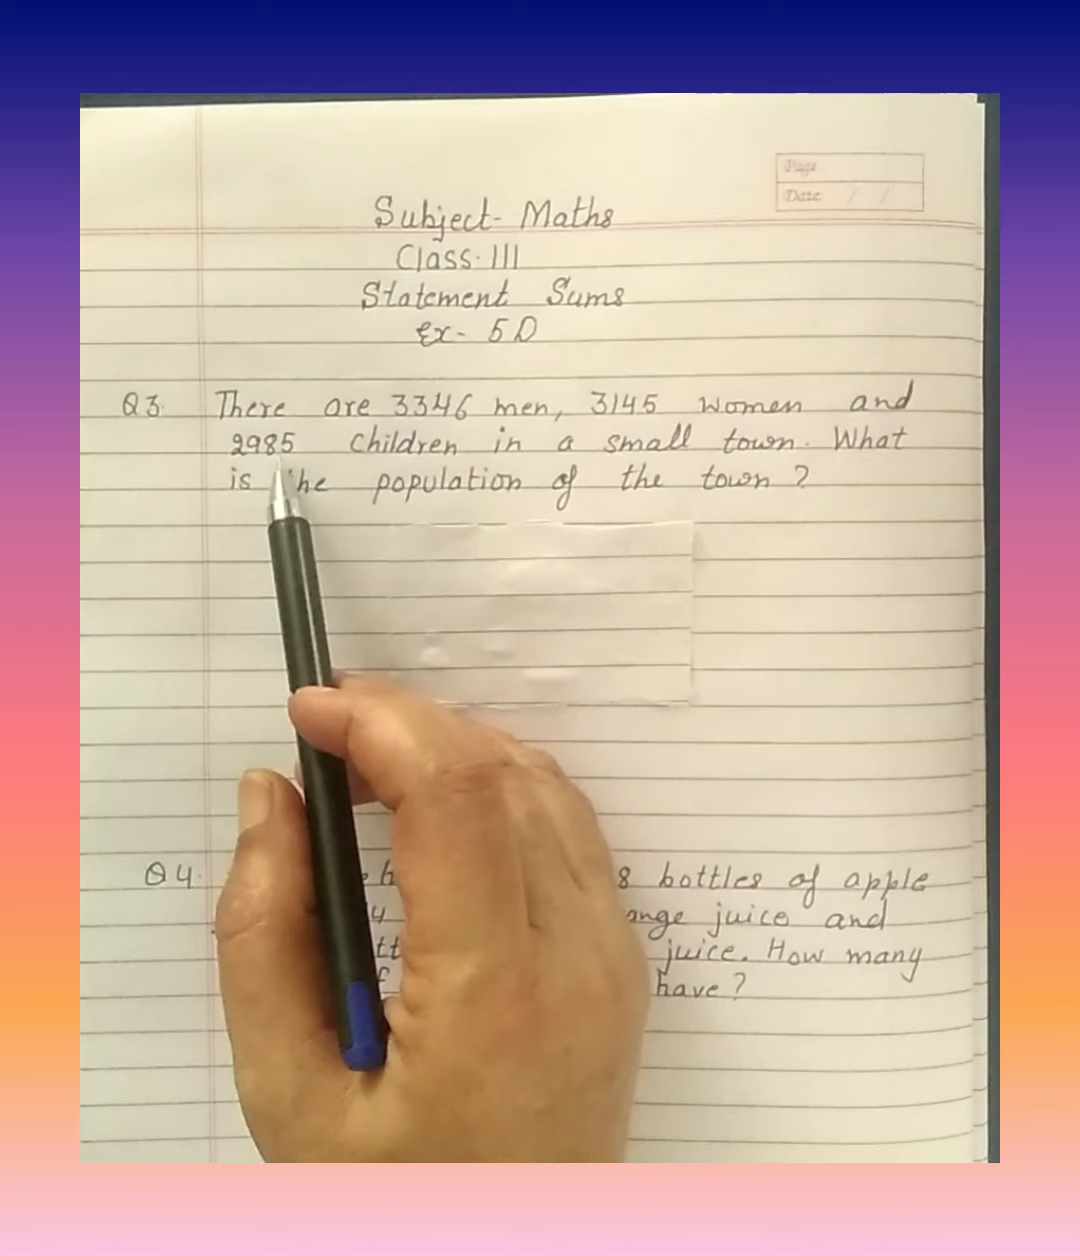 Page
Date / /
Subject- Maths
Class-III
Statement Sums
Ex- 5D
Q3. There are 3346 men, 3145 women and
2985 children in a small town. What
is the population of the town ?
Q4. 8 bottles of apple
juice and
juice. How many
have ?